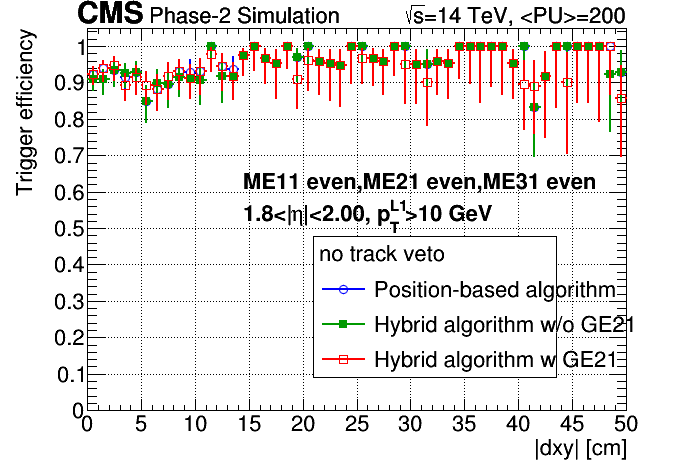 CMS Phase-2 Simulation √s=14 TeV, <PU>=200
Trigger efficiency
1
0.9
0.8
0.7
0.6
0.5
0.4
0.3
0.2
0.1
0
ME11 even,ME21 even,ME31 even
1.8<|η|<2.00, p_T^L1>10 GeV
no track veto
Position-based algorithm
Hybrid algorithm w/o GE21
Hybrid algorithm w GE21
0 5 10 15 20 25 30 35 40 45 50
|dxy| [cm]